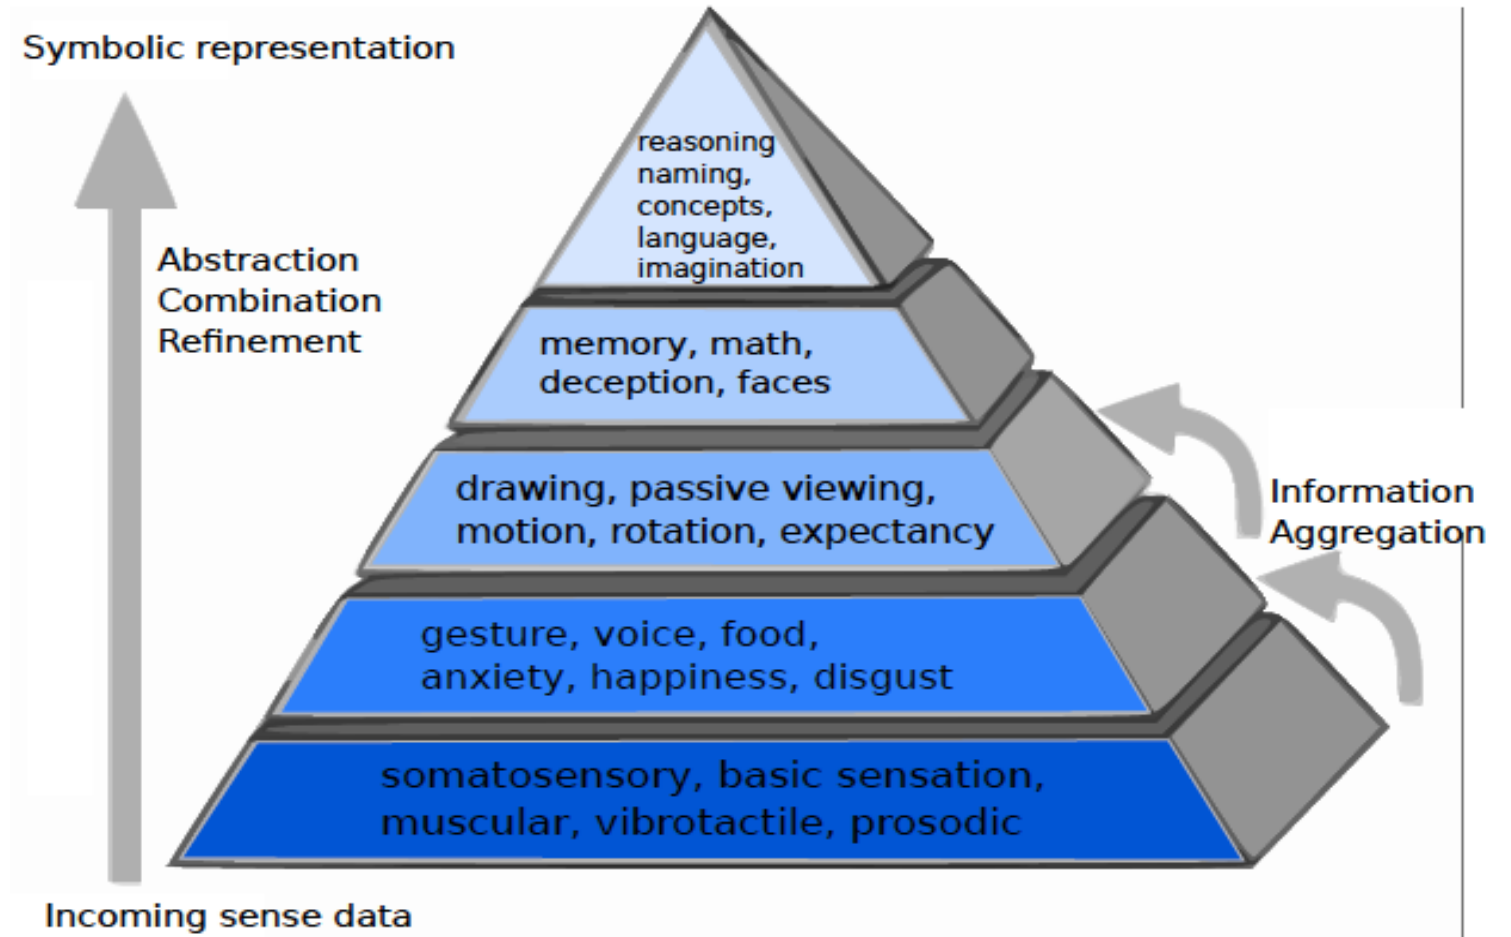 Symbolic representation
Abstraction
Combination
Refinement
reasoning
naming,
concepts,
language,
imagination
memory, math,
deception, faces
drawing, passive viewing,
motion, rotation, expectancy
Information
Aggregation
gesture, voice, food,
anxiety, happiness, disgust
somatosensory, basic sensation,
muscular, vibrotactile, prosodic
Incoming sense data